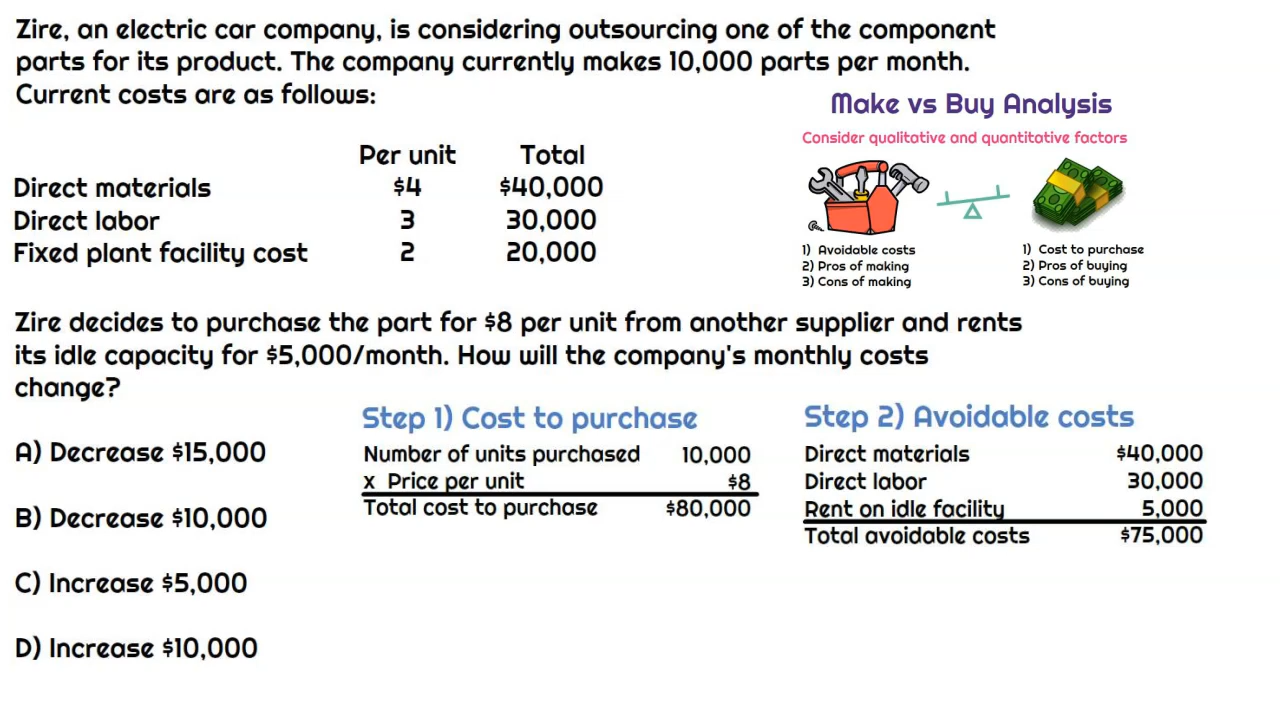 Zire, an electric car company, is considering outsourcing one of the component
parts for its product. The company currently makes 10,000 parts per month.
Current costs are as follows:
Make vs Buy Analysis
Consider qualitative and quantitative factors
1) Avoidable costs
2) Pros of making
3) Cons of making
1) Cost to purchase
2) Pros of buying
3) Cons of buying
Per unit Total
Direct materials $4 $40,000
Direct labor 3 30,000
Fixed plant facility cost 2 20,000
Zire decides to purchase the part for $8 per unit from another supplier and rents
its idle capacity for $5,000/month. How will the company's monthly costs
change?
A) Decrease $15,000
B) Decrease $10,000
C) Increase $5,000
D) Increase $10,000
Step 1) Cost to purchase
Number of units purchased 10,000
x Price per unit $8
Total cost to purchase $80,000
Step 2) Avoidable costs
Direct materials $40,000
Direct labor 30,000
Rent on idle facility 5,000
Total avoidable costs $75,000